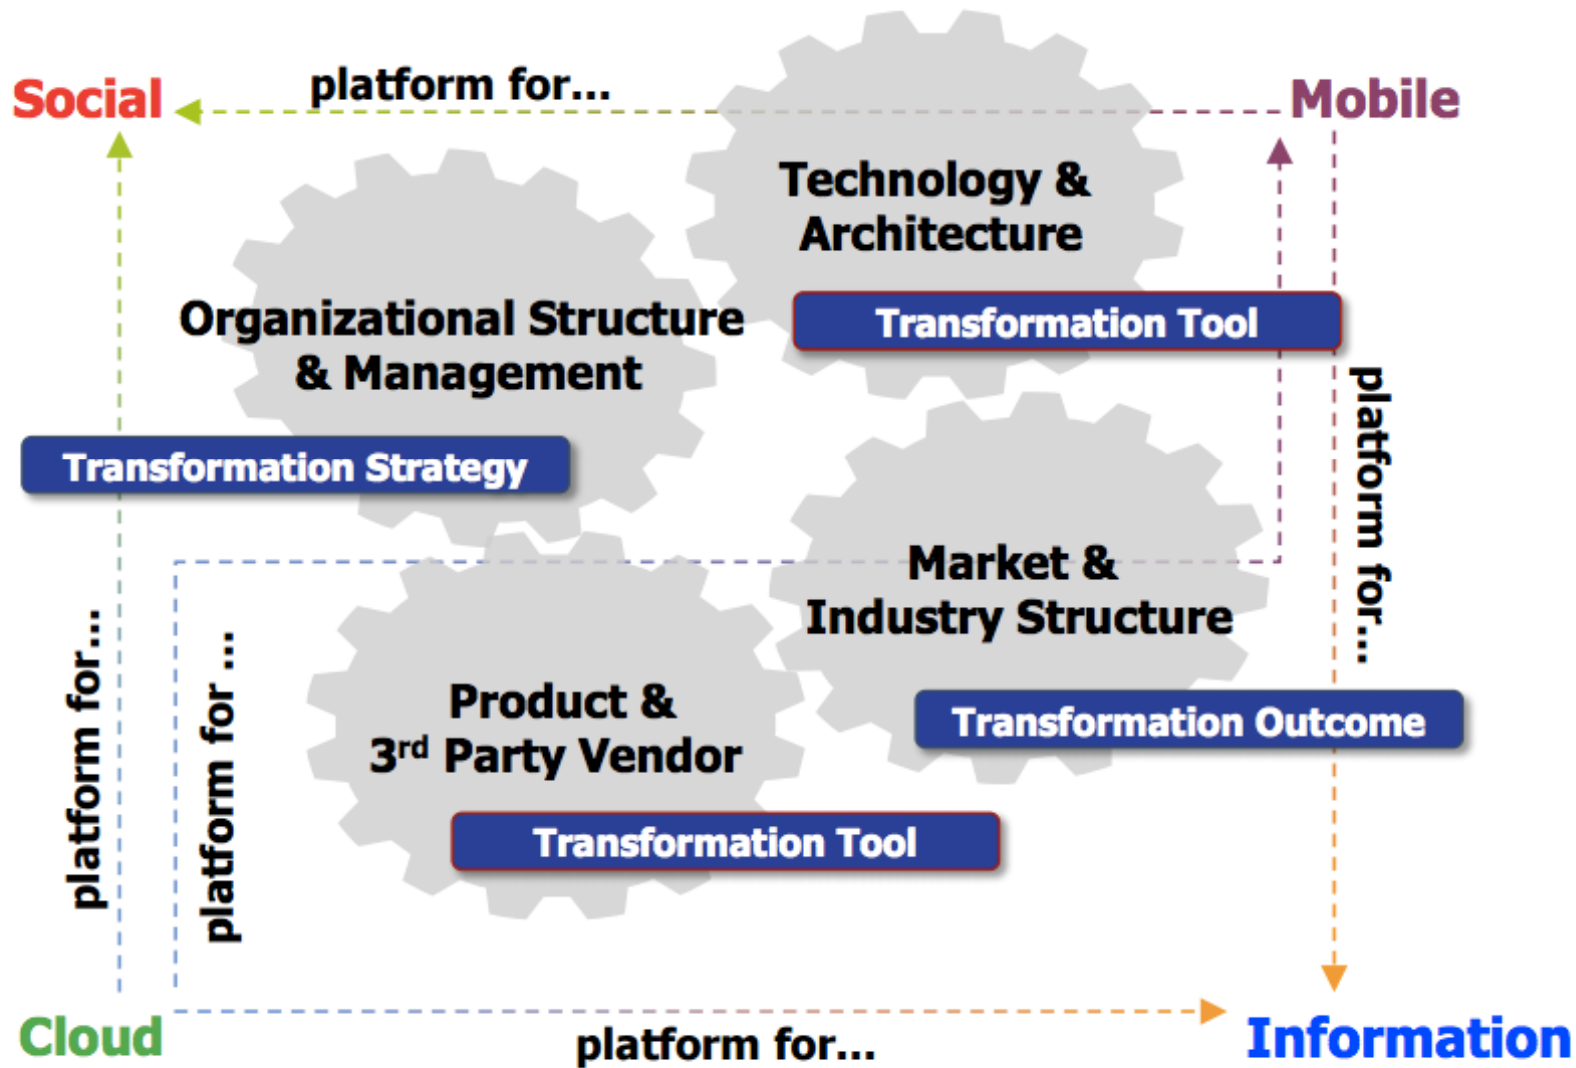 platform for...
Social
Mobile
Technology &
Architecture
Organizational Structure
& Management
Transformation Tool
Transformation Strategy
platform for...
Market &
Industry Structure
platform for...
platform for ...
Product &
3rd Party Vendor
Transformation Outcome
Transformation Tool
Cloud
platform for...
Information